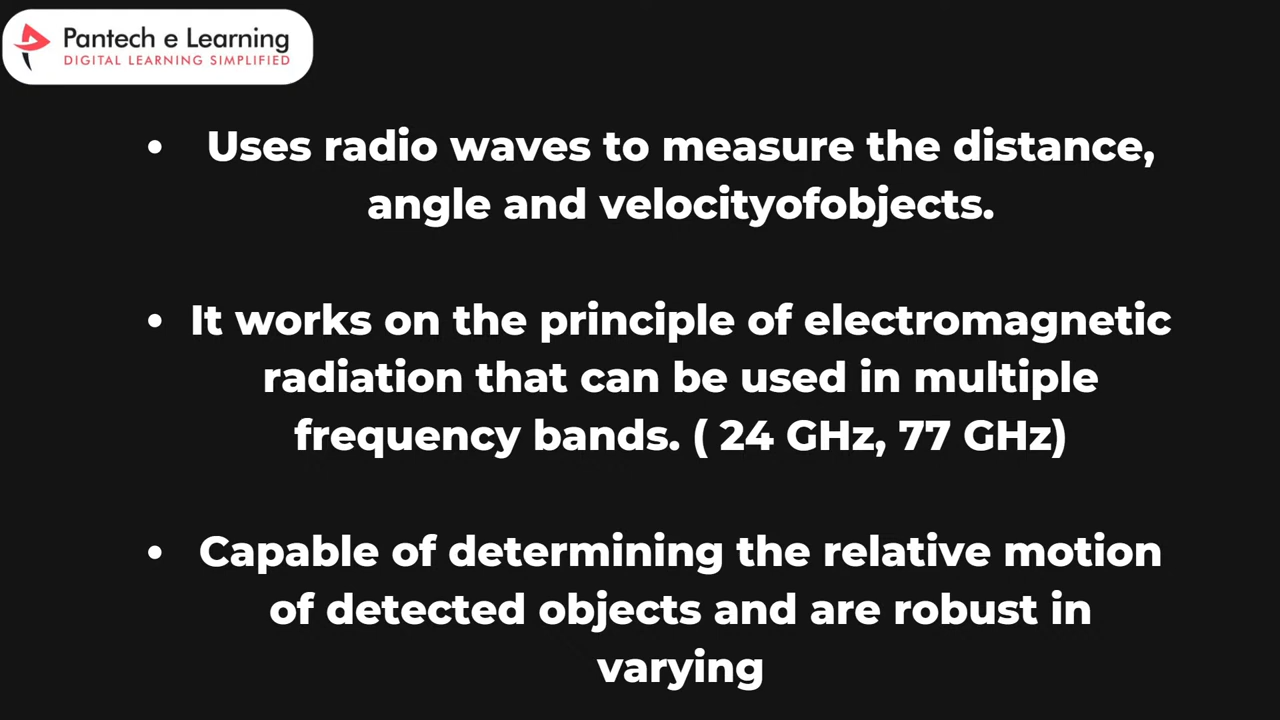 Pantech e Learning
DIGITAL LEARNING SIMPLIFIED
• Uses radio waves to measure the distance,
angle and velocityofobjects.
• It works on the principle of electromagnetic
radiation that can be used in multiple
frequency bands. ( 24 GHz, 77 GHz)
• Capable of determining the relative motion
of detected objects and are robust in
varying